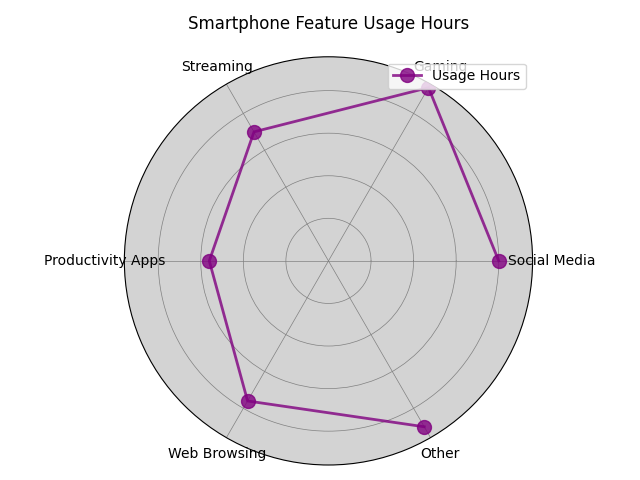 Smartphone Feature Usage Hours
Streaming
Gaming
Usage Hours
Productivity Apps
Social Media
Web Browsing
Other